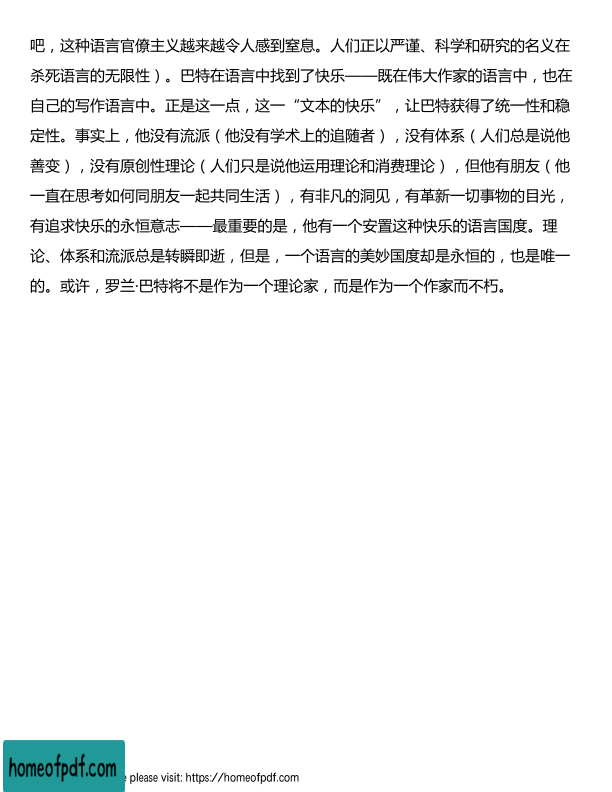 吧，这种语言官僚主义越来越令人感到窒息。人们正以严谨、科学和研究的名义在
杀死语言的无限性）。巴特在语言中找到了快乐——既在伟大作家的语言中，也在
自己的写作语言中。正是这一点，这一“文本的快乐”，让巴特获得了统一性和稳
定性。事实上，他没有流派（他没有学术上的追随者），没有体系（人们总是说他
善变），没有原创性理论（人们只是说他运用理论和消费理论），但他有朋友（他
一直在思考如何同朋友一起共同生活），有非凡的洞见，有革新一切事物的目光，
有追求快乐的永恒意志——最重要的是，他有一个安置这种快乐的语言国度。理
论、体系和流派总是转瞬即逝，但是，一个语言的美妙国度却是永恒的，也是唯一
的。或许，罗兰·巴特将不是作为一个理论家，而是作为一个作家而不朽。
homeofpdf.com
e please visit: https://homeofpdf.com